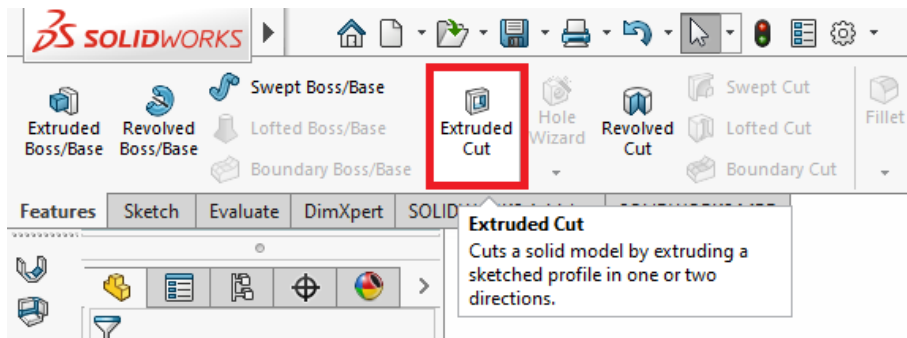 SOLIDWORKS
Extruded Boss/Base
Revolved Boss/Base
Swept Boss/Base
Lofted Boss/Base
Boundary Boss/Base
Extruded Cut
Hole Wizard
Revolved Cut
Swept Cut
Lofted Cut
Boundary Cut
Fillet
Features Sketch Evaluate DimXpert
Extruded Cut
Cuts a solid model by extruding a
sketched profile in one or two
directions.